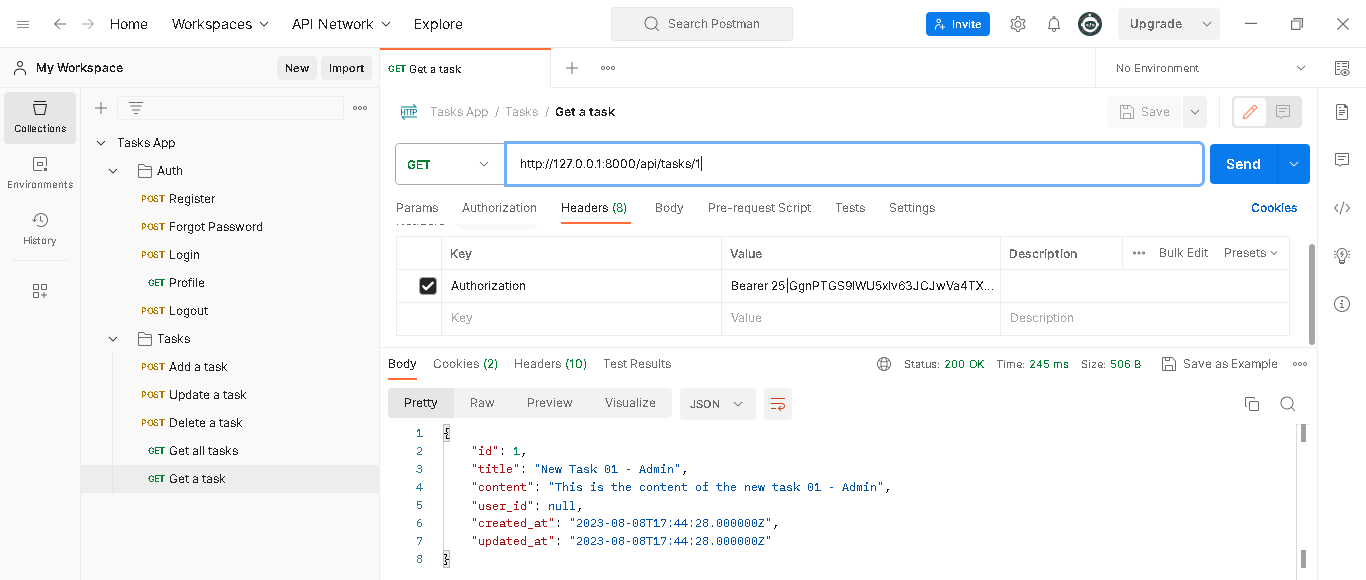 Home Workspaces API Network Explore Search Postman Invite Upgrade
My Workspace New Import GET Get a task No Environment
Collections
Environments
History
Tasks App
Auth
POST Register
POST Forgot Password
POST Login
GET Profile
POST Logout
Tasks
POST Add a task
POST Update a task
POST Delete a task
GET Get all tasks
GET Get a task
HTTP Tasks App / Tasks / Get a task Save
GET http://127.0.0.1:8000/api/tasks/1 Send
Params Authorization Headers (8) Body Pre-request Script Tests Settings Cookies
Key Value Description Bulk Edit Presets
Authorization Bearer 25|GgnPTGS9IWU5xIv63JCJwVa4TX...
Key Value Description
Body Cookies (2) Headers (10) Test Results Status: 200 OK Time: 245 ms Size: 506 B Save as Example
Pretty Raw Preview Visualize JSON
1 {
2 "id": 1,
3 "title": "New Task 01 - Admin",
4 "content": "This is the content of the new task 01 - Admin",
5 "user_id": null,
6 "created_at": "2023-08-08T17:44:28.000000Z",
7 "updated_at": "2023-08-08T17:44:28.000000Z"
8 }